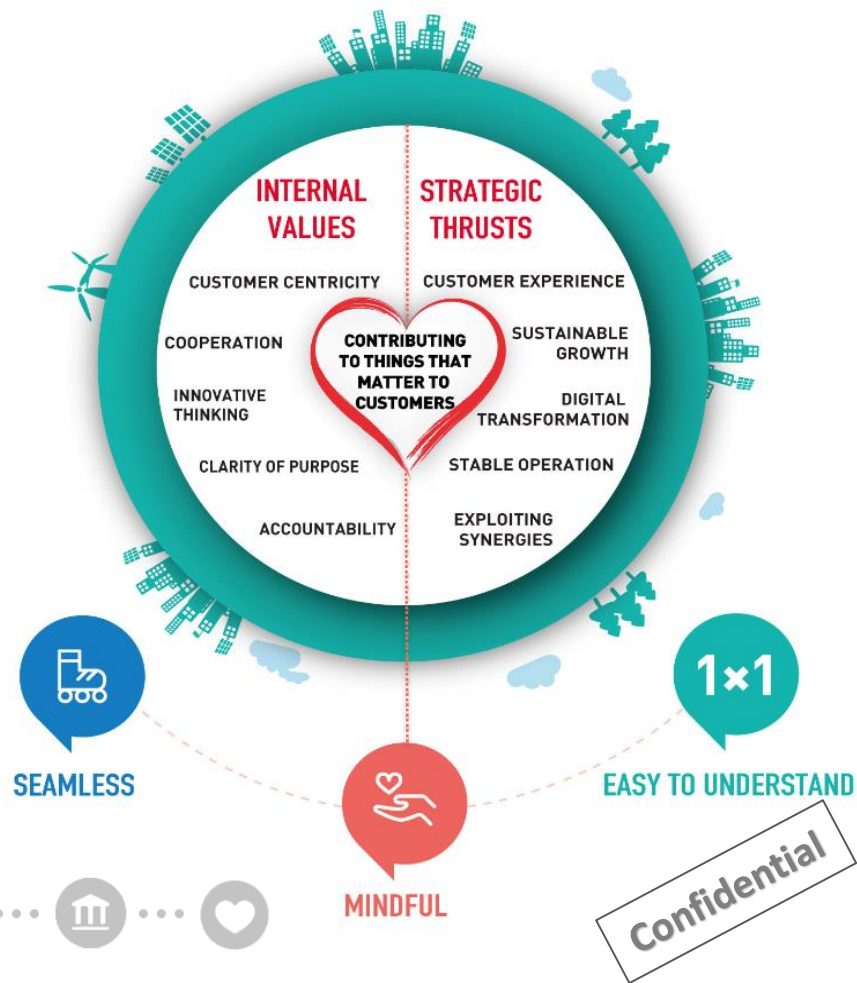 INTERNAL
VALUES
CUSTOMER CENTRICITY
COOPERATION
INNOVATIVE
THINKING
CLARITY OF PURPOSE
ACCOUNTABILITY
STRATEGIC
THRUSTS
CUSTOMER EXPERIENCE
SUSTAINABLE
GROWTH
DIGITAL
TRANSFORMATION
STABLE OPERATION
EXPLOITING
SYNERGIES
CONTRIBUTING
TO THINGS THAT
MATTER TO
CUSTOMERS
SEAMLESS
MINDFUL
1×1
EASY TO UNDERSTAND
Confidential